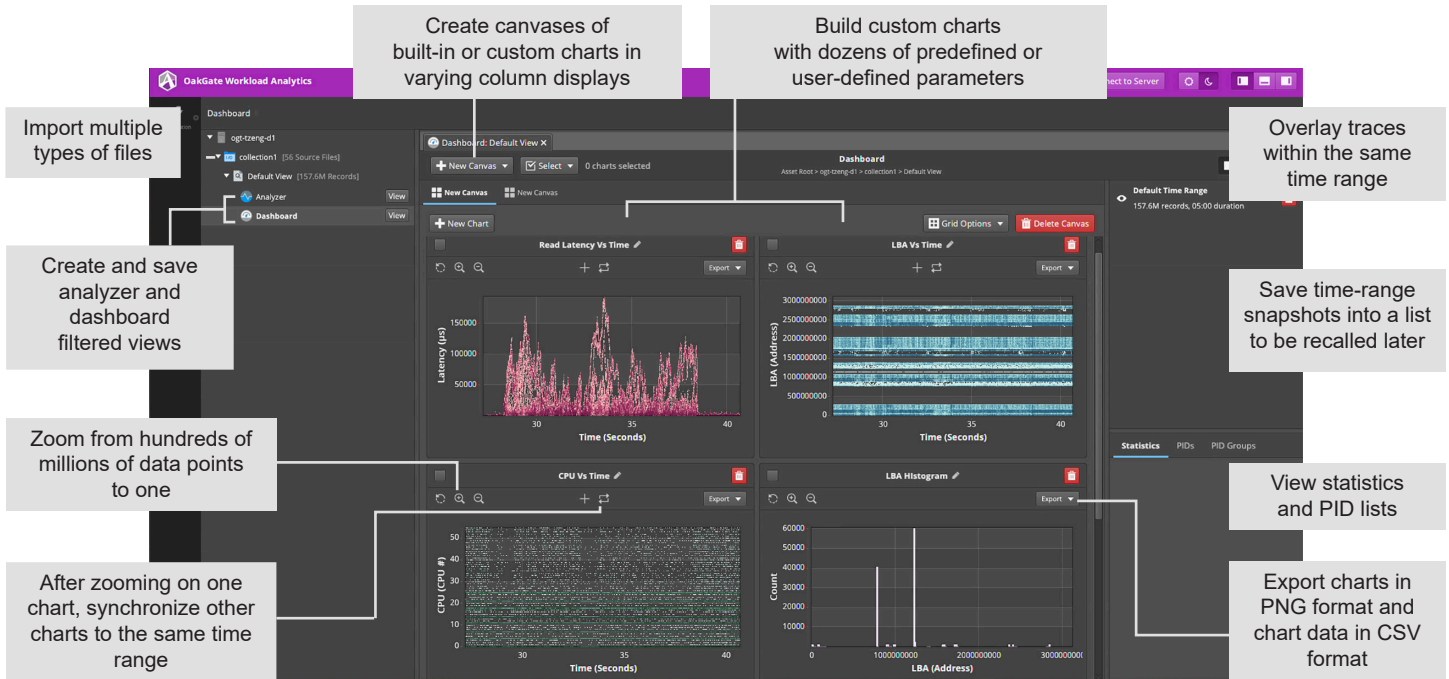 Create canvases of
built-in or custom charts in
varying column displays
Build custom charts
with dozens of predefined or
user-defined parameters
OakGate Workload Analytics
to Server
Import multiple
types of files
Dashboard
ogt-tzeng-d1
collection1 [56 Source Files]
Default View [157.6M Records]
Analyzer
View
Dashboard
View
Create and save
analyzer and
dashboard
filtered views
Zoom from hundreds of
millions of data points
to one
After zooming on one
chart, synchronize other
charts to the same time
range
Dashboard: Default View
New Canvas
Select
0 charts selected
Dashboard
Asset Root > ogt-tzeng-d1 > collection1 > Default View
New Canvas
New Canvas
New Chart
Grid Options
Delete Canvas
Read Latency Vs Time
Export
Latency (µs)
150000
100000
50000
30
35
40
Time (Seconds)
LBA Vs Time
Export
LBA (Address)
3000000000
2500000000
2000000000
1500000000
1000000000
500000000
0
30
35
40
Time (Seconds)
CPU Vs Time
Export
CPU (CPU #)
50
40
30
20
10
0
30
35
40
Time (Seconds)
LBA HIstogram
Export
Count
60000
50000
40000
30000
20000
10000
0
1000000000
2000000000
LBA (Address)
Overlay traces
within the same
time range
Default Time Range
157.6M records, 05:00 duration
Save time-range
snapshots into a list
to be recalled later
Statistics
PIDs
PID Groups
View statistics
and PID lists
Export charts in
PNG format and
chart data in CSV
format